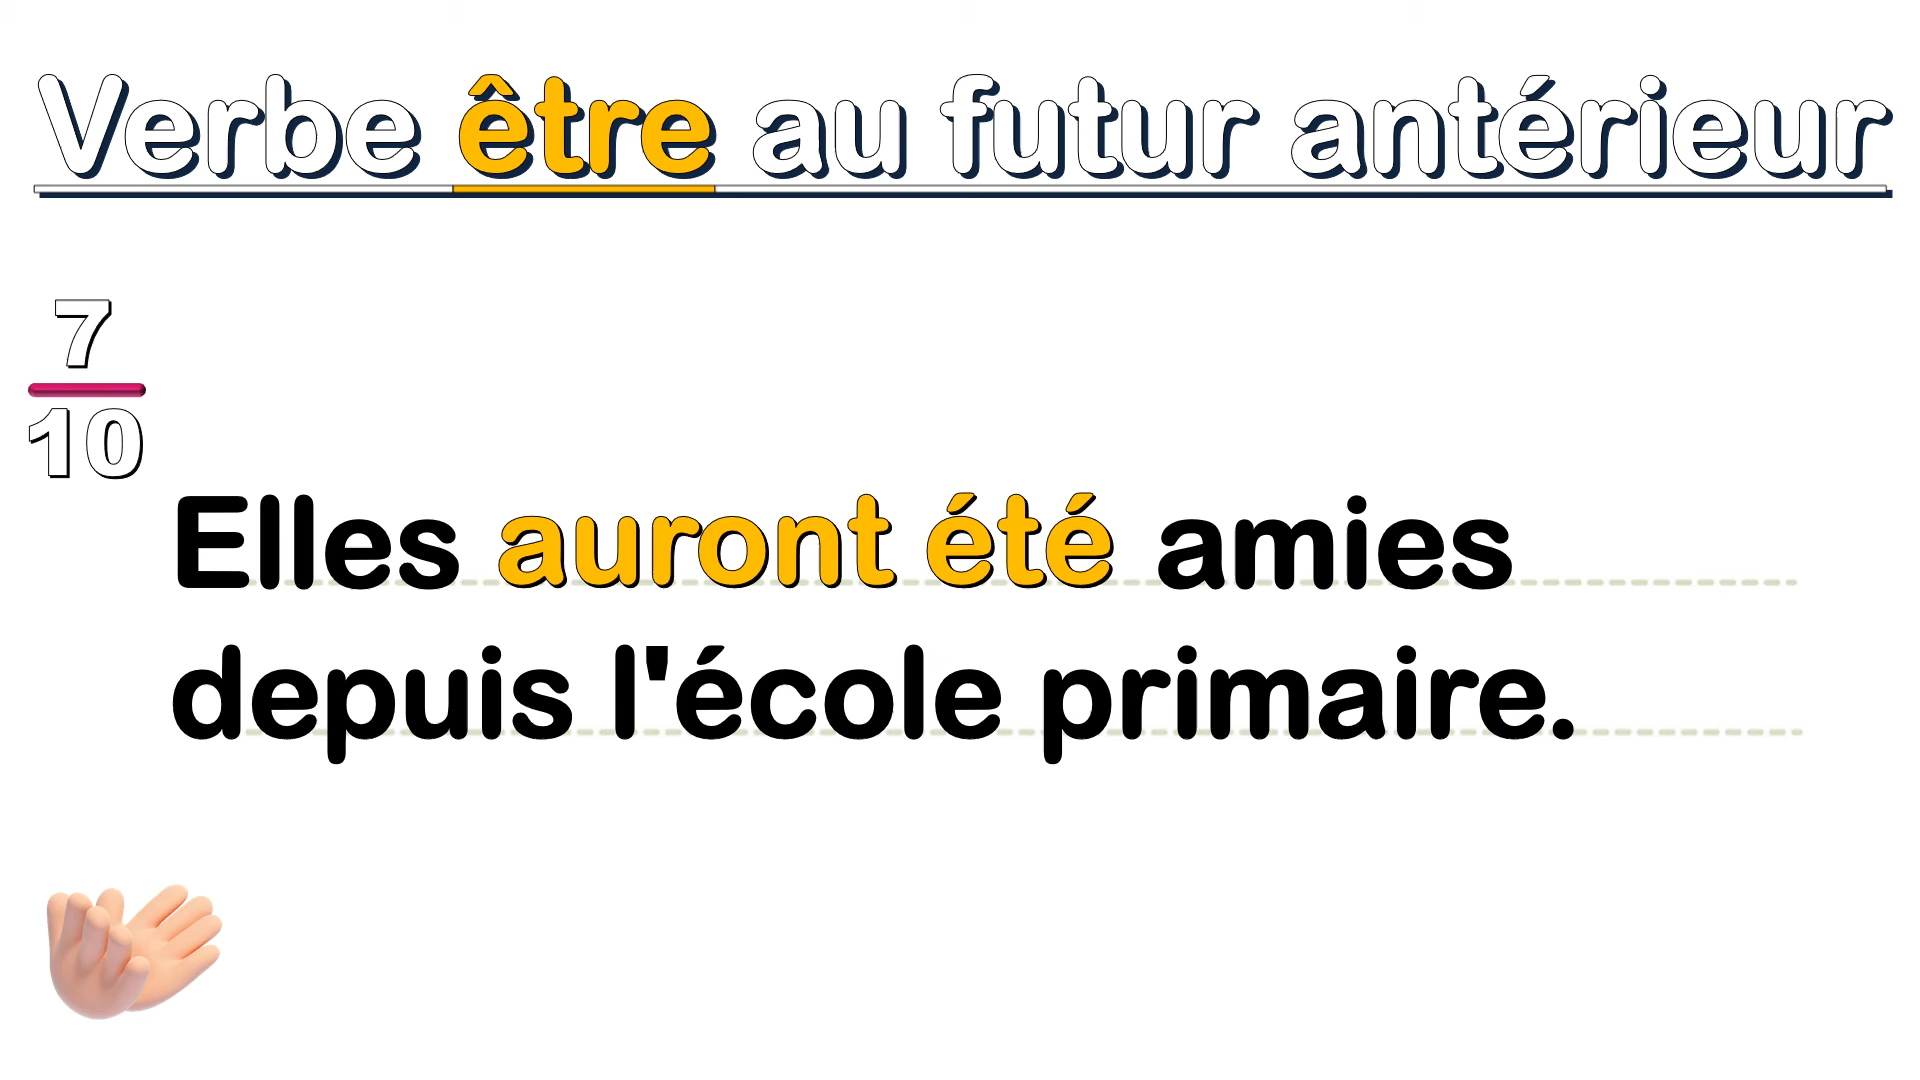 Verbe être au futur antérieur
7
10
Elles auront été amies
depuis l'école primaire.